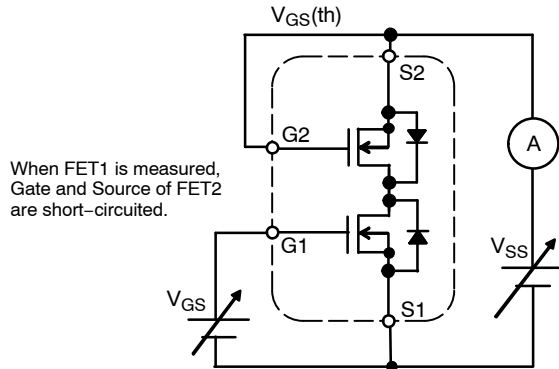 VGS(th)
S2
G2
A
When FET1 is measured,
Gate and Source of FET2
are short−circuited.
G1
VSS
VGS
S1